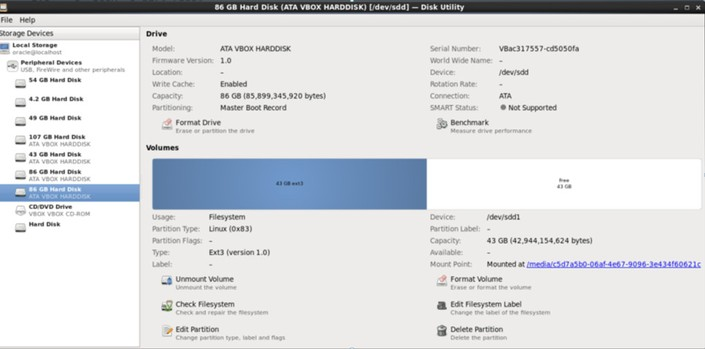 86 GB Hard Disk (ATA VBOX HARDDISK) [/dev/sdd] — Disk Utility
File Help
Storage Devices
Local Storage
oracle@localhost
Peripheral Devices
USB, FireWire and other peripherals
54 GB Hard Disk
4.2 GB Hard Disk
49 GB Hard Disk
107 GB Hard Disk
ATA VBOX HARDDISK
43 GB Hard Disk
ATA VBOX HARDDISK
86 GB Hard Disk
ATA VBOX HARDDISK
86 GB Hard Disk
ATA VBOX HARDDISK
CD/DVD Drive
VBOX VBOX CD-ROM
Hard Disk
Drive
Model: ATA VBOX HARDDISK
Serial Number: VBac317557-cd5050fa
Firmware Version: 1.0
World Wide Name: –
Location: –
Device: /dev/sdd
Write Cache: Enabled
Rotation Rate: –
Capacity: 86 GB (85,899,345,920 bytes)
Connection: ATA
Partitioning: Master Boot Record
SMART Status: Not Supported
Format Drive
Erase or partition the drive
Benchmark
Measure drive performance
Volumes
43 GB ext3
Free
43 GB
Usage: Filesystem
Device: /dev/sdd1
Partition Type: Linux (0x83)
Partition Label: –
Partition Flags: –
Capacity: 43 GB (42,944,154,624 bytes)
Type: Ext3 (version 1.0)
Available: –
Label: –
Mount Point: Mounted at /media/c5d7a5b0-06af-4e67-9096-3e434f60621c
Unmount Volume
Unmount the volume
Format Volume
Erase or format the volume
Check Filesystem
Check and repair the filesystem
Edit Filesystem Label
Change the label of the filesystem
Edit Partition
Change partition type, label and flags
Delete Partition
Delete the partition